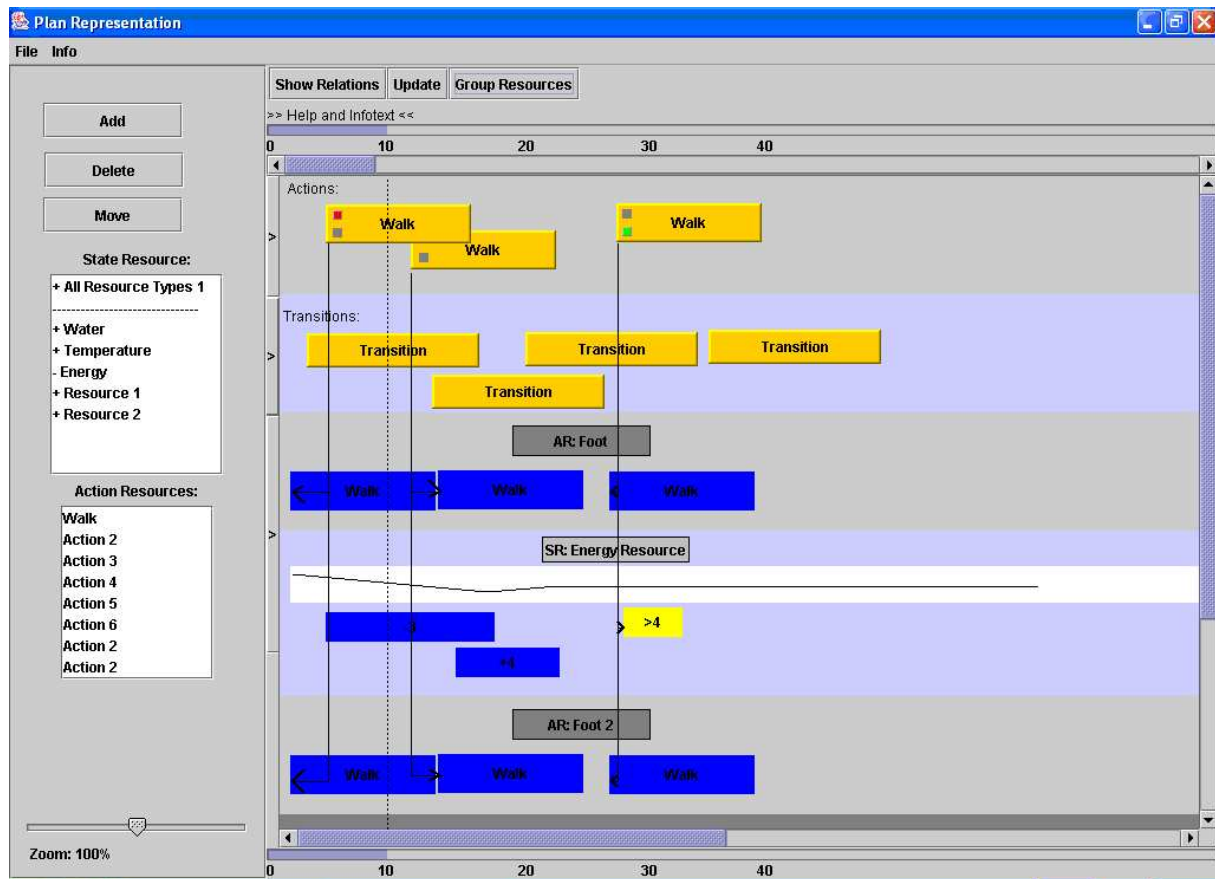 Plan Representation
File Info
Show Relations Update Group Resources
>> Help and Infotext <<
0 10 20 30 40
Add
Delete
Move
State Resource:
+ All Resource Types 1
--------------------------
+ Water
+ Temperature
- Energy
+ Resource 1
+ Resource 2
Action Resources:
Walk
Action 2
Action 3
Action 4
Action 5
Action 6
Action 2
Action 2
Zoom: 100%
Actions:
> Walk Walk
Walk
Transitions:
> Transition Transition Transition
Transition
AR: Foot
Walk Walk Walk
>
SR: Energy Resource
>4
AR: Foot 2
Walk Walk Walk
0 10 20 30 40